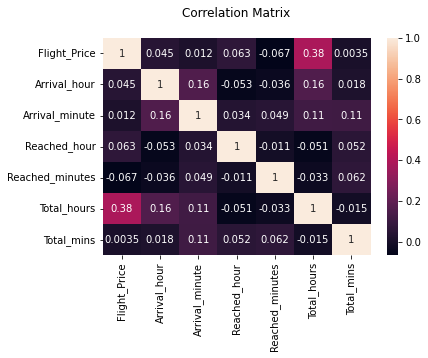 Correlation Matrix
Flight_Price 1 0.045 0.012 0.063 -0.067 0.38 0.0035
Arrival_hour 0.045 1 0.16 -0.053 -0.036 0.16 0.018
Arrival_minute 0.012 0.16 1 0.034 0.049 0.11 0.11
Reached_hour 0.063 -0.053 0.034 1 -0.011 -0.051 0.052
Reached_minutes -0.067 -0.036 0.049 -0.011 1 -0.033 0.062
Total_hours 0.38 0.16 0.11 -0.051 -0.033 1 -0.015
Total_mins 0.0035 0.018 0.11 0.052 0.062 -0.015 1
Flight_Price
Arrival_hour
Arrival_minute
Reached_hour
Reached_minutes
Total_hours
Total_mins
1.0
0.8
0.6
0.4
0.2
0.0